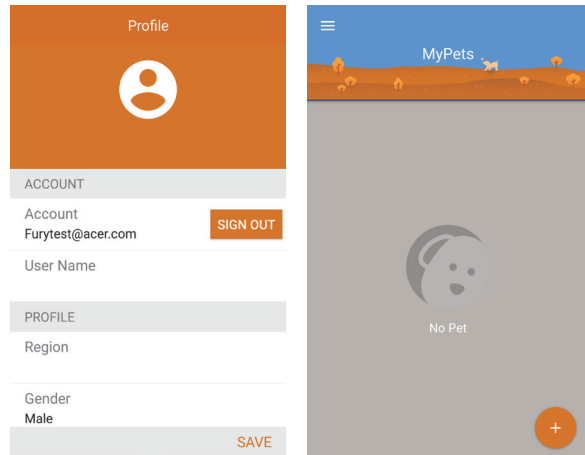 Profile
ACCOUNT
Account
Furytest@acer.com
SIGN OUT
User Name
PROFILE
Region
Gender
Male
SAVE
MyPets
No Pet
+